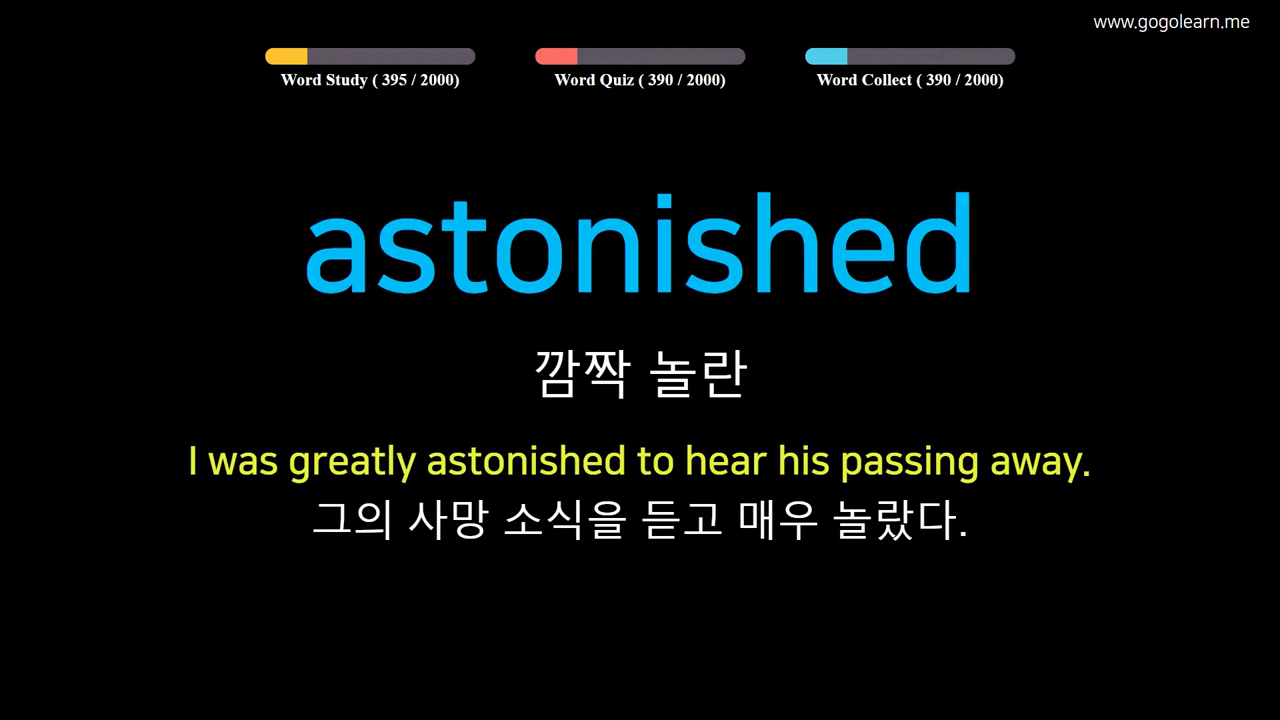 www.gogolearn.me
Word Study ( 395 / 2000) Word Quiz ( 390 / 2000) Word Collect ( 390 / 2000)
astonished
깜짝 놀란
I was greatly astonished to hear his passing away.
그의 사망 소식을 듣고 매우 놀랐다.